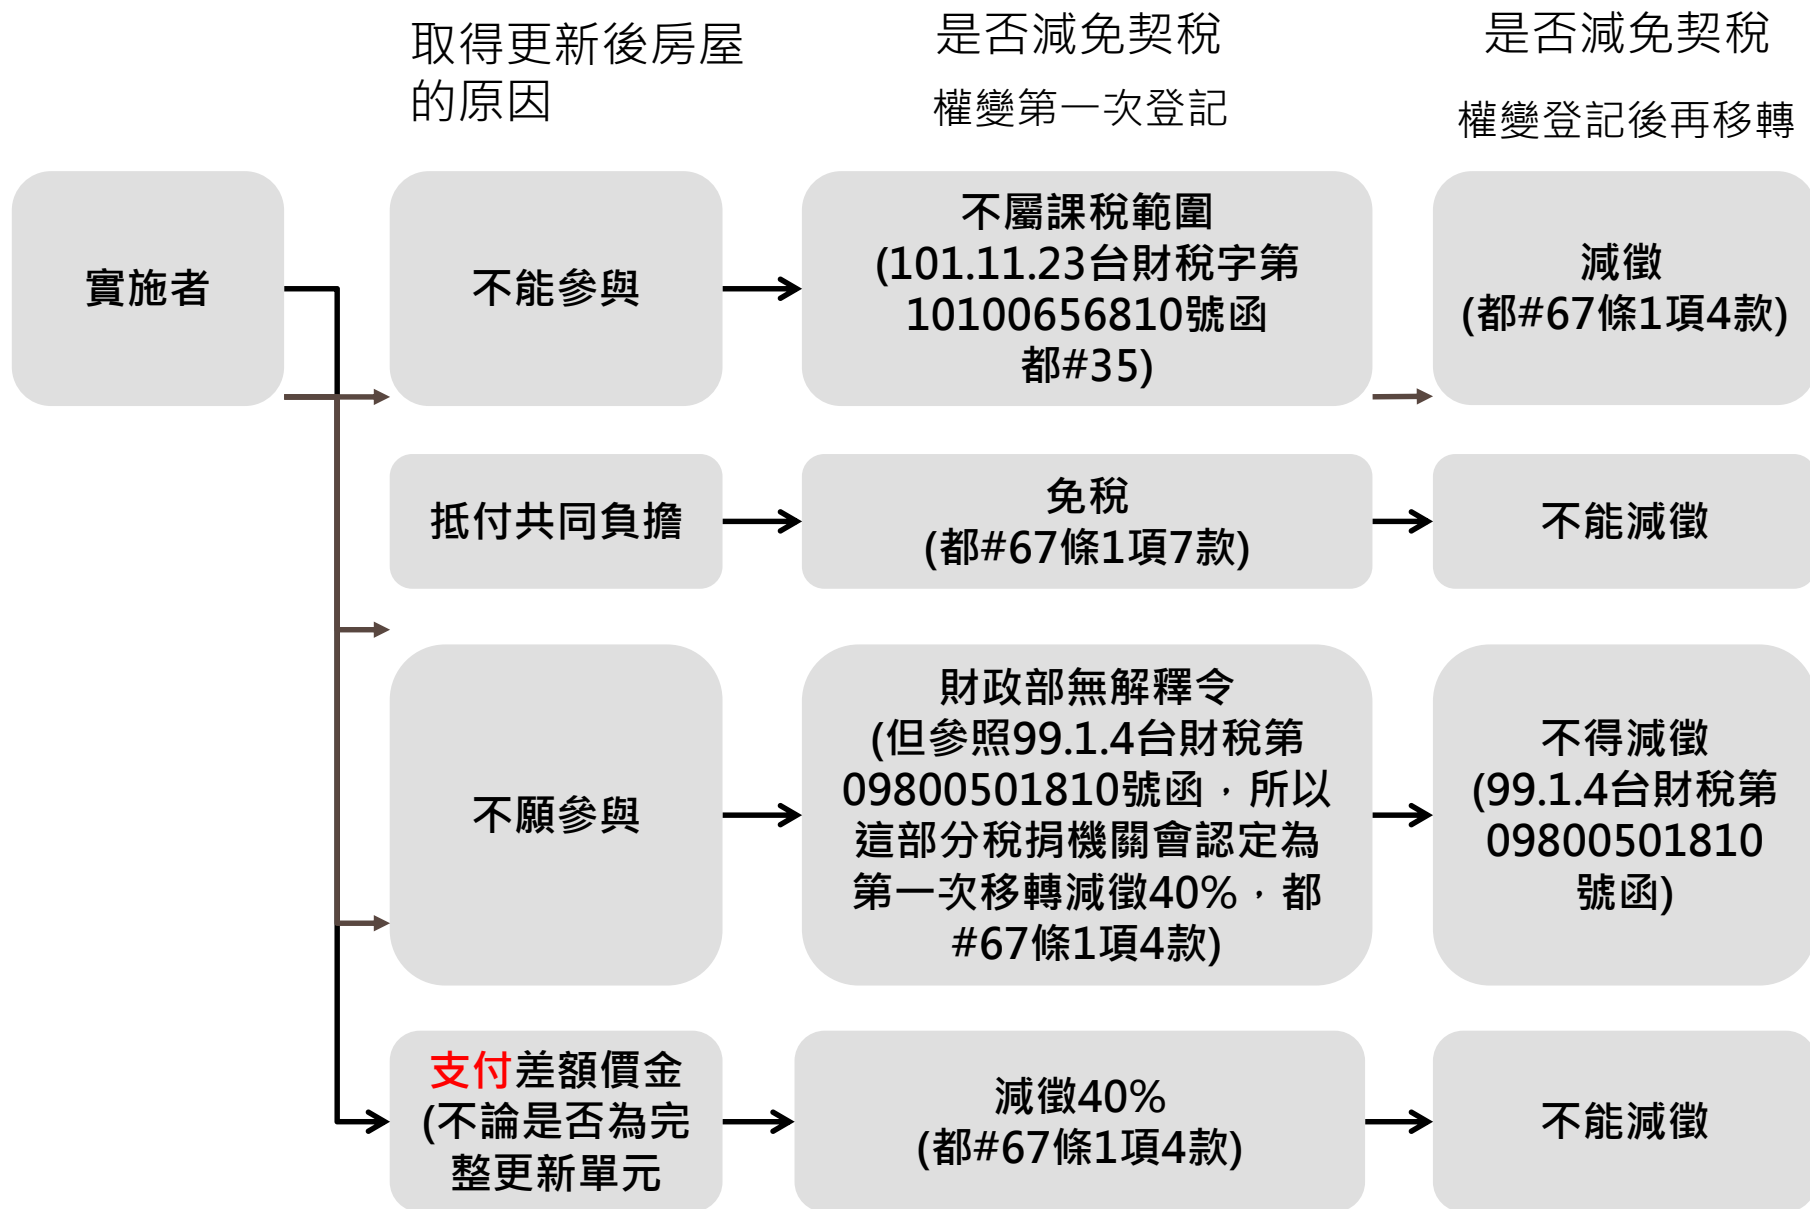 取得更新後房屋
的原因
是否減免契稅
權變第一次登記
是否減免契稅
權變登記後再移轉
實施者
不能參與
不屬課稅範圍
(101.11.23台財稅字第
10100656810號函
都#35)
減徵
(都#67條1項4款)
抵付共同負擔
免稅
(都#67條1項7款)
不能減徵
不願參與
財政部無解釋令
(但參照99.1.4台財稅第
09800501810號函，所以
這部分稅捐機關會認定為
第一次移轉減徵40%，都
#67條1項4款)
不得減徵
(99.1.4台財稅第
09800501810
號函)
支付差額價金
(不論是否為完
整更新單元
減徵40%
(都#67條1項4款)
不能減徵